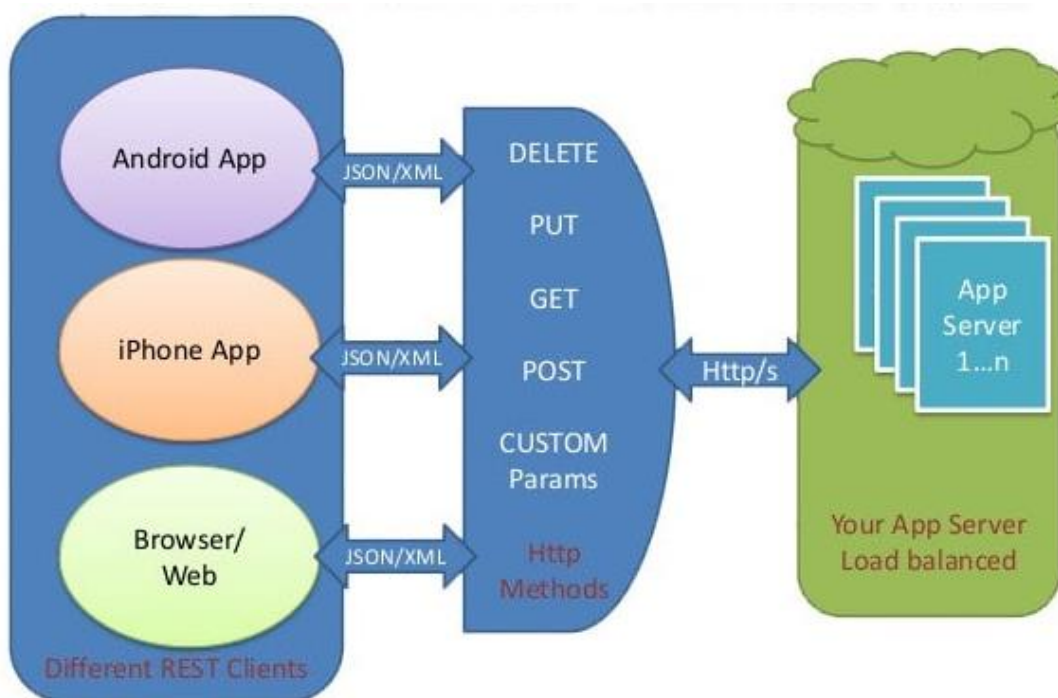 Android App
iPhone App
Browser/
Web
Different REST Clients
JSON/XML
JSON/XML
JSON/XML
DELETE
PUT
GET
POST
CUSTOM
Params
Http
Methods
Http/s
App
Server
1...n
Your App Server
Load balanced